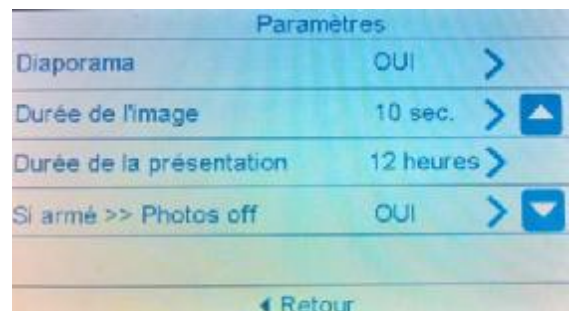 Paramètres
Diaporama OUI
Durée de l'image 10 sec.
Durée de la présentation 12 heures
Si armé >> Photos off OUI
Retour